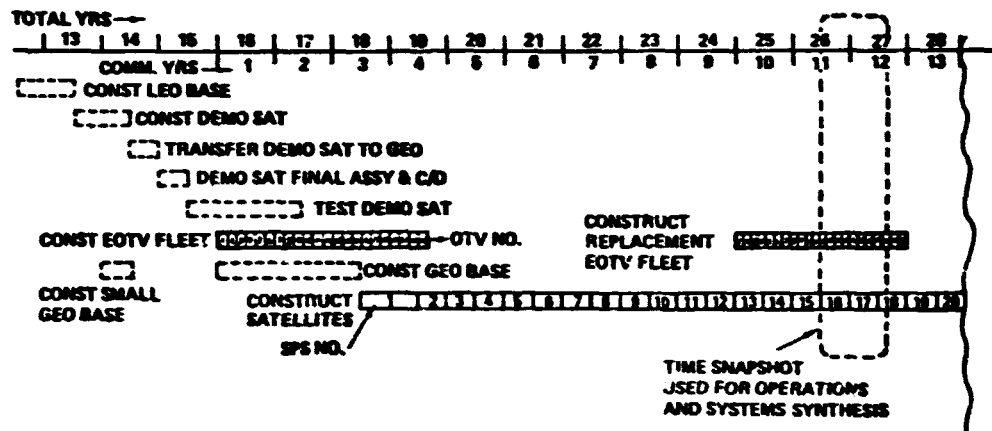 TOTAL YRS
13 14 15 16 17 18 19 20 21 22 23 24 25 26 27 28
COMM. YRS 1 2 3 4 5 6 7 8 9 10 11 12 13
CONST LEO BASE
CONST DEMO SAT
TRANSFER DEMO SAT TO GEO
DEMO SAT FINAL ASSY & C/O
TEST DEMO SAT
CONST EOTV FLEET
OTV NO.
CONSTRUCT
REPLACEMENT
EOTV FLEET
CONST SMALL
GEO BASE
CONST GEO BASE
CONSTRUCT
SATELLITES
1 2 3 4 5 6 7 8 9 10 11 12 13 14 15 16 17 18 19 20
SPS NO.
TIME SNAPSHOT
USED FOR OPERATIONS
AND SYSTEMS SYNTHESIS